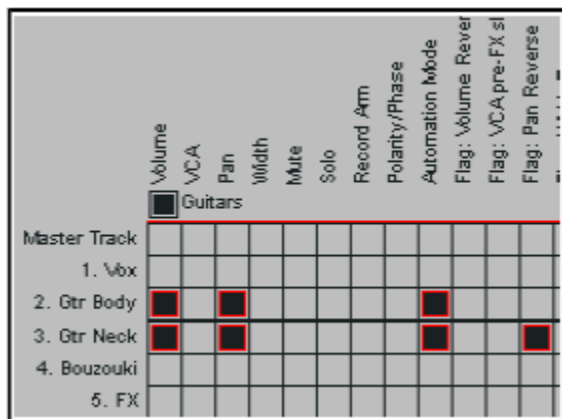 Volume
VCA
Pan
Width
Mute
Solo
Record Arm
Polarity/Phase
Automation Mode
Flag: Volume Rever
Flag: VCA pre-FX sl
Flag: Pan Reverse
Guitars
Master Track
1. Vox
2. Gtr Body
3. Gtr Neck
4. Bouzouki
5. FX